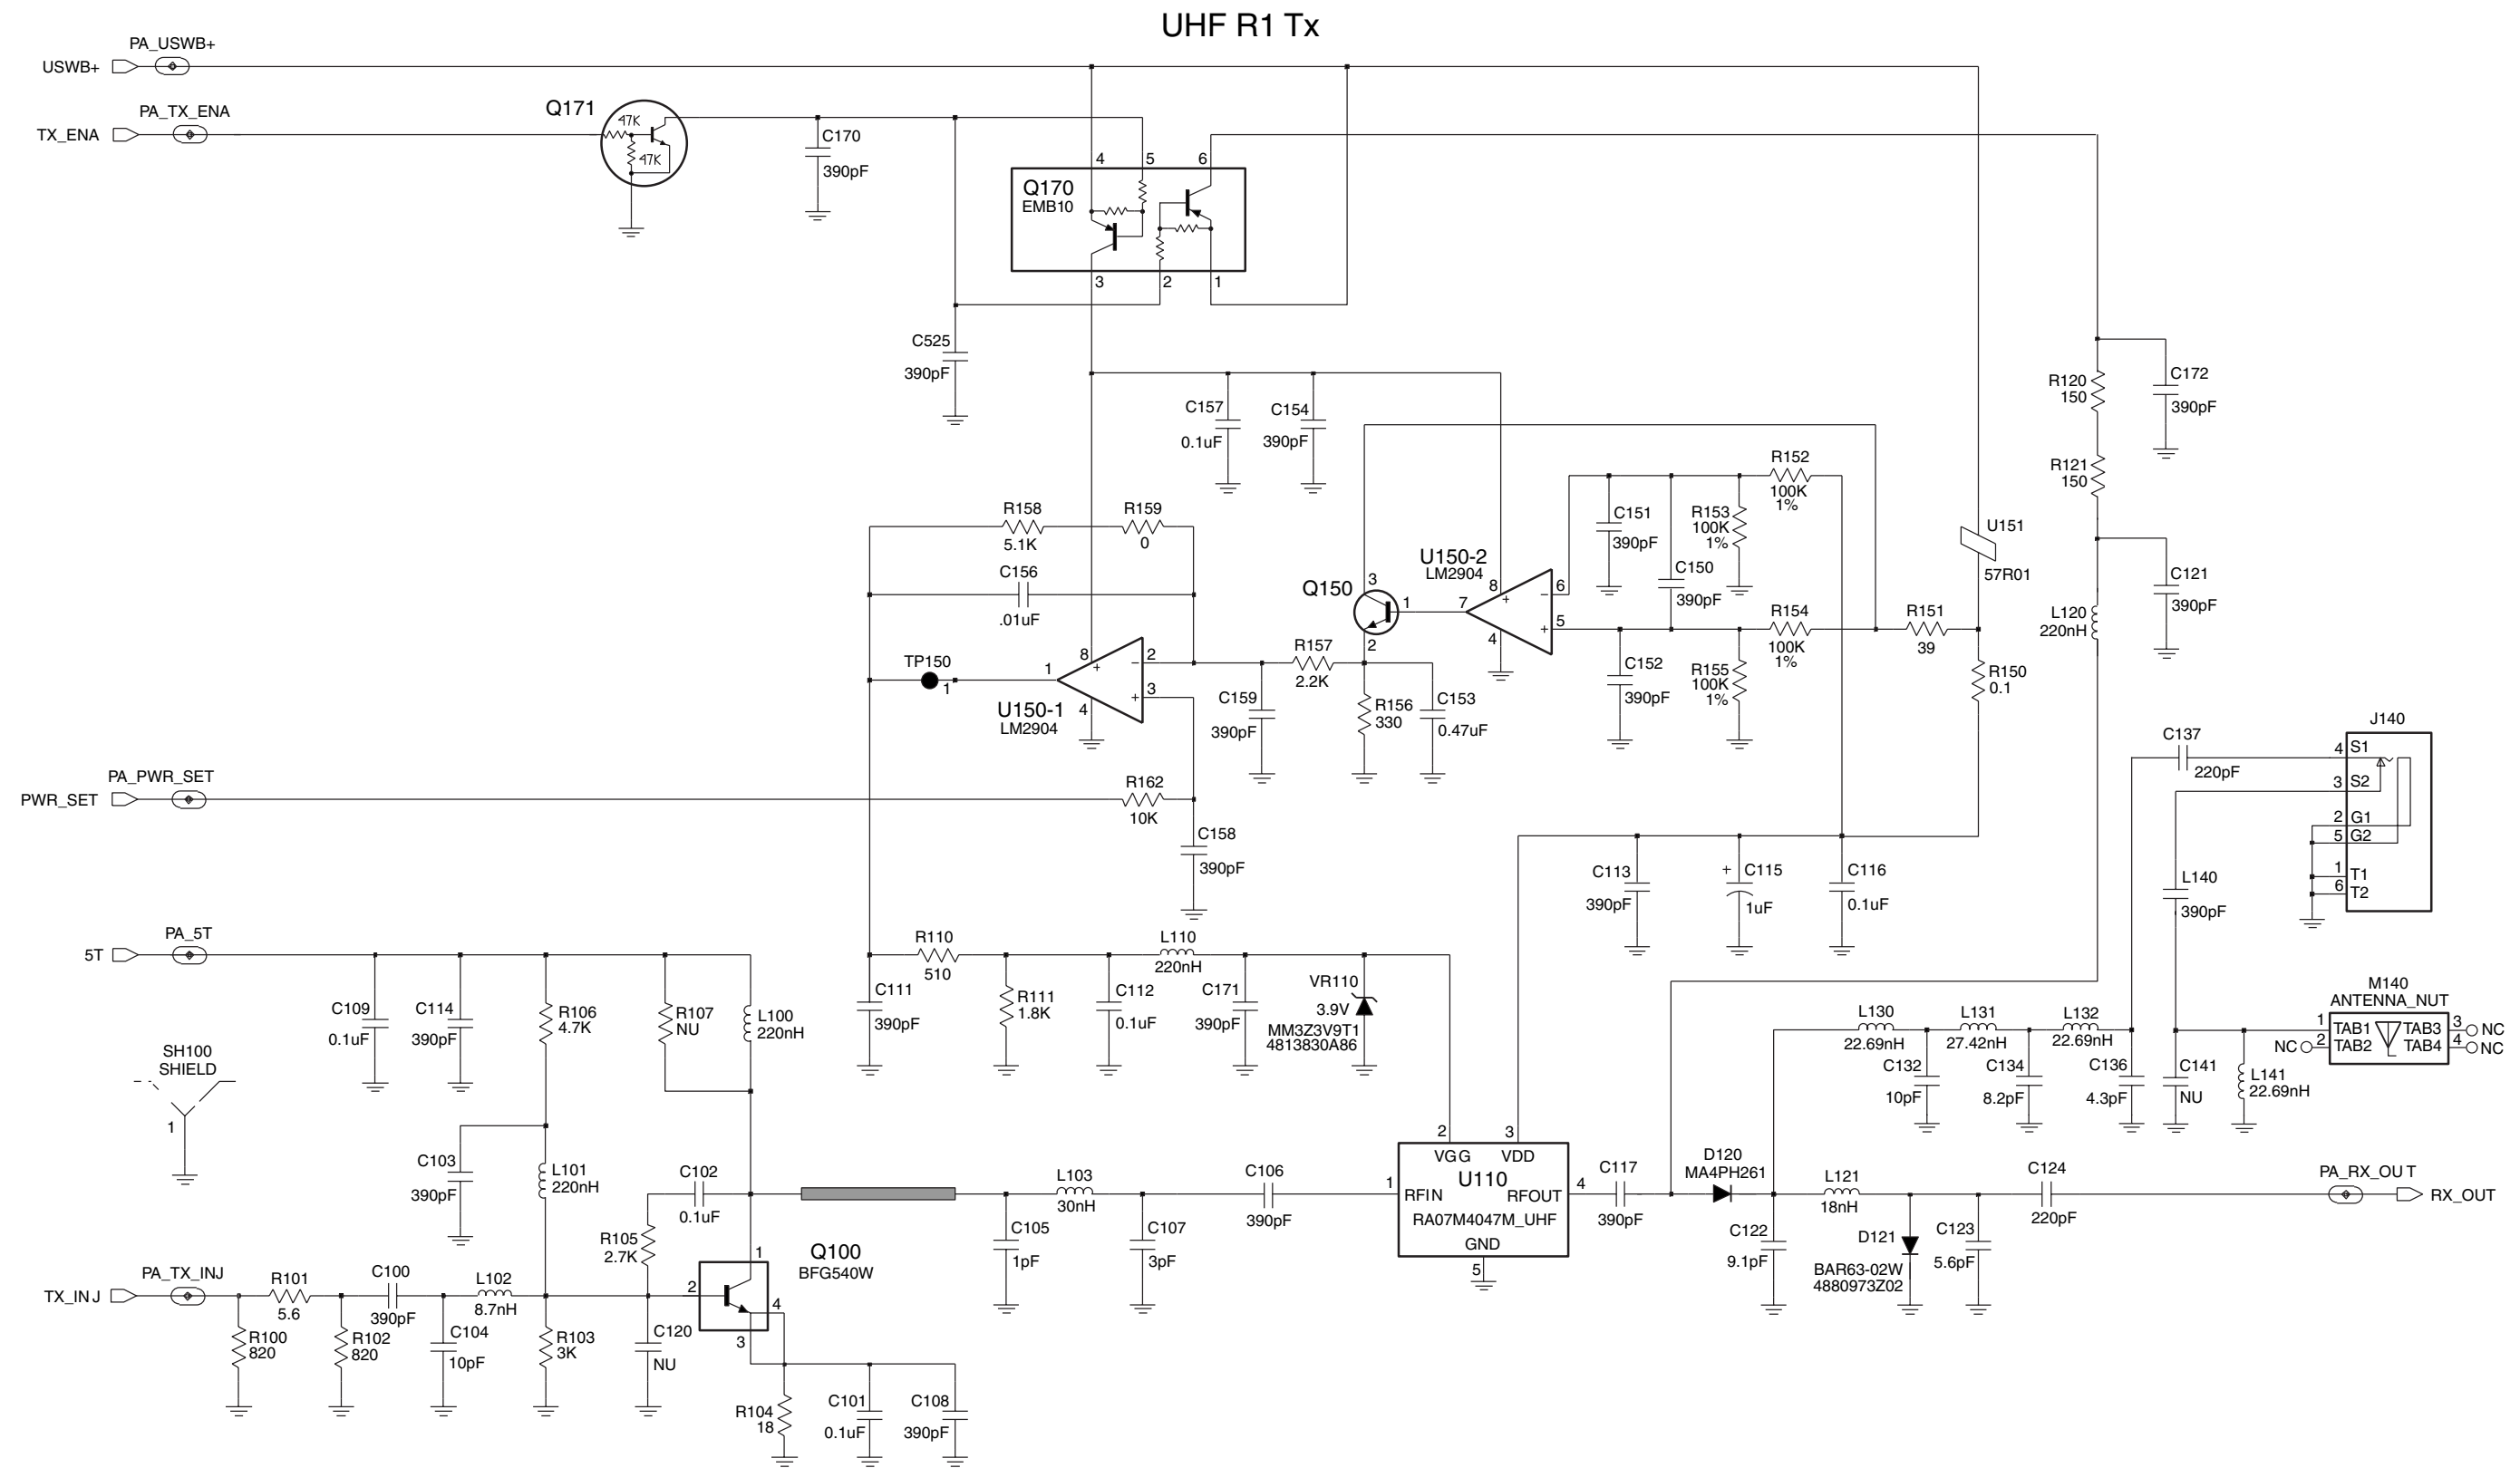 UHF R1 Tx
PA_USWB+
USWB+
PA_TX_ENA
TX_ENA
Q171
47K
47K
C170
390pF
4
5
6
Q170
EMB10
3
2
1
C525
390pF
C157
0.1uF
C154
390pF
R120
150
C172
390pF
R121
150
C121
390pF
L120
220nH
R152
100K
1%
C151
390pF
R153
100K
1%
U151
57R01
R158
5.1K
R159
0
C156
.01uF
U150-2
LM2904
Q150
3
1
2
7
8
+
4
−
6
+
5
C150
390pF
R154
100K
1%
R151
39
R150
0.1
C152
390pF
R155
100K
1%
TP150
1
1
8
+
−
2
+
3
4
U150-1
LM2904
R157
2.2K
C159
390pF
R156
330
C153
0.47uF
PA_PWR_SET
PWR_SET
R162
10K
C158
390pF
C137
220pF
J140
4
S1
3
S2
2
G1
5
G2
1
T1
6
T2
L140
390pF
C113
390pF
+
C115
1uF
C116
0.1uF
PA_5T
5T
C109
0.1uF
C114
390pF
R106
4.7K
R107
NU
L100
220nH
R110
510
C111
390pF
R111
1.8K
C112
0.1uF
L110
220nH
C171
390pF
VR110
3.9V
MM3Z3V9T1
4813830A86
L130
22.69nH
L131
27.42nH
L132
22.69nH
C132
10pF
C134
8.2pF
C136
4.3pF
C141
NU
L141
22.69nH
M140
ANTENNA_NUT
1
TAB1
TAB3
3
NC
NC
2
TAB2
TAB4
4
NC
SH100
SHIELD
1
C103
390pF
L101
220nH
C102
0.1uF
R105
2.7K
L103
30nH
C105
1pF
C107
3pF
C106
390pF
2
3
VGG
VDD
U110
1
RFIN
RFOUT
4
RA07M4047M_UHF
GND
5
C117
390pF
D120
MA4PH261
C122
9.1pF
L121
18nH
D121
BAR63-02W
4880973Z02
C123
5.6pF
C124
220pF
PA_RX_OUT
RX_OUT
PA_TX_INJ
TX_INJ
R101
5.6
C100
390pF
L102
8.7nH
R100
820
R102
820
C104
10pF
R103
3K
C120
NU
1
2
4
3
Q100
BFG540W
R104
18
C101
0.1uF
C108
390pF